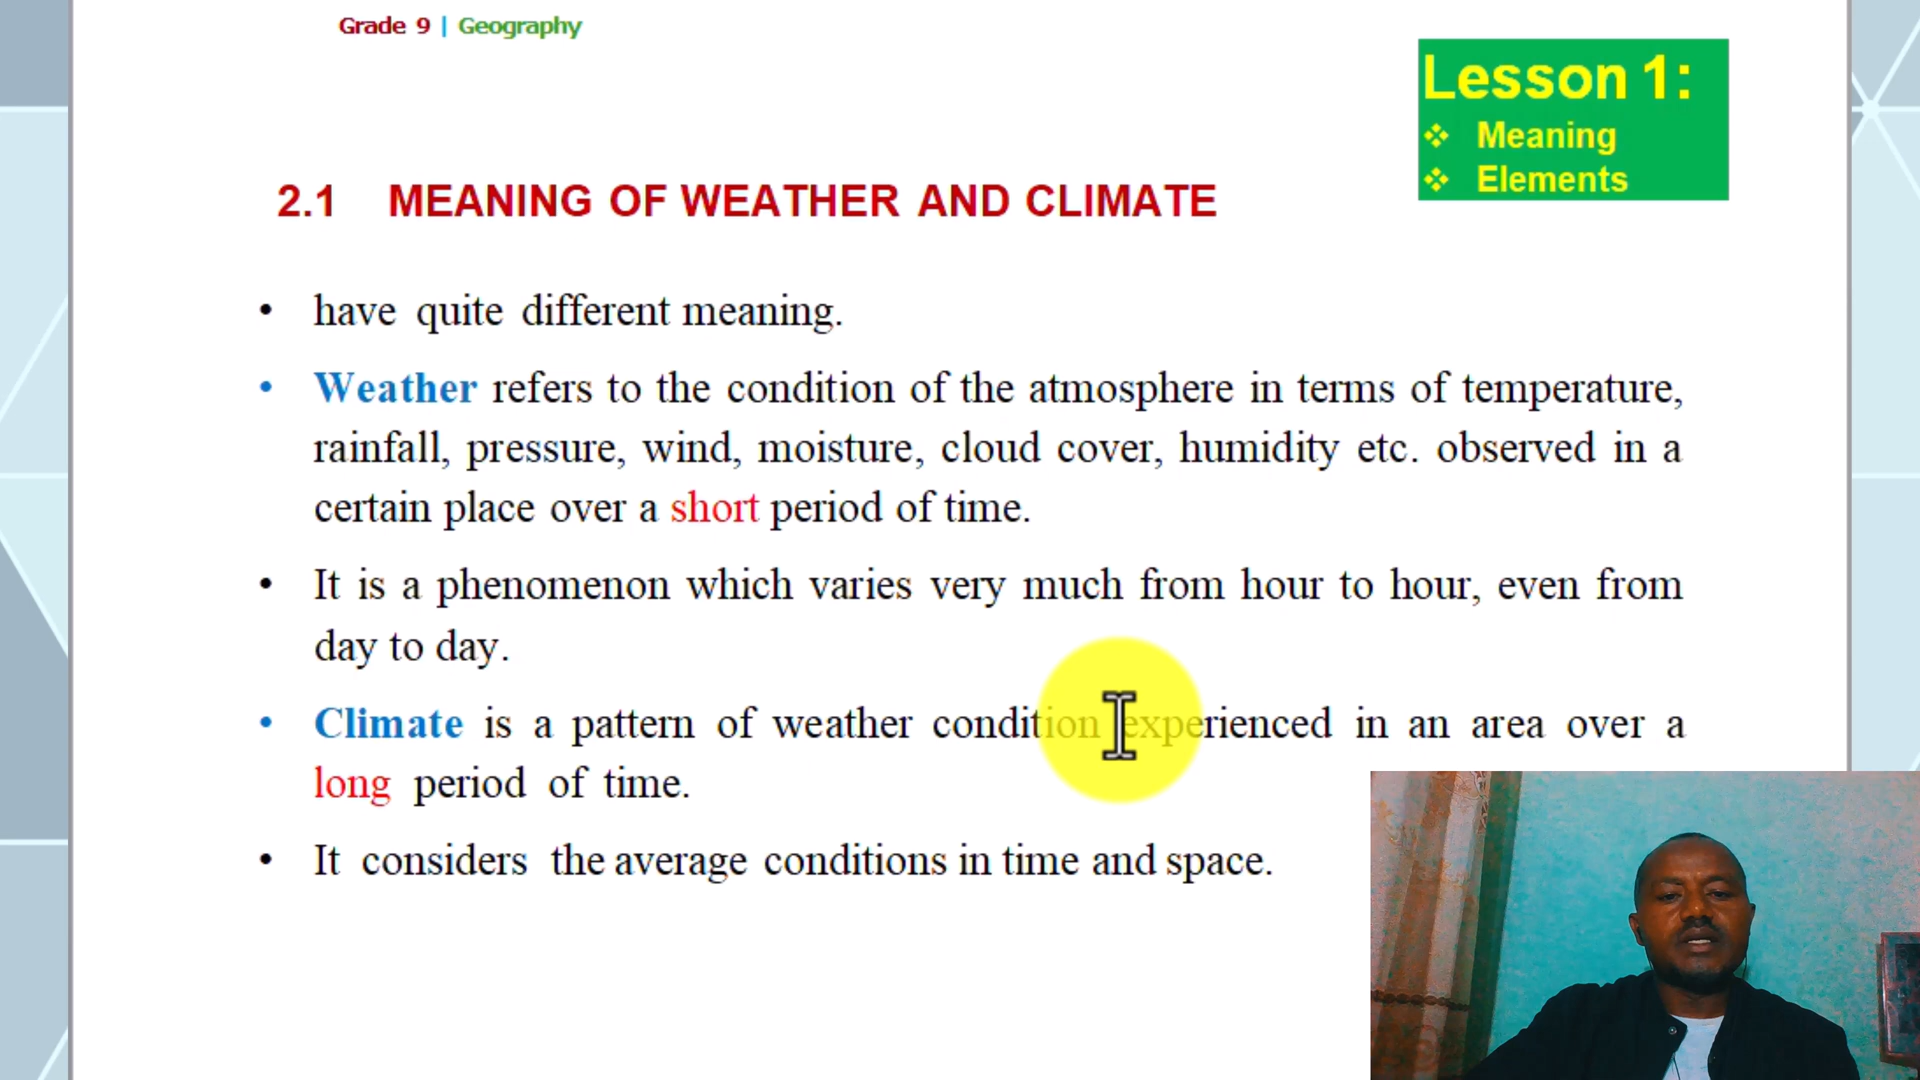 Grade 9 | Geography
Lesson 1:
❖ Meaning
❖ Elements
2.1 MEANING OF WEATHER AND CLIMATE
• have quite different meaning.
• Weather refers to the condition of the atmosphere in terms of temperature,
rainfall, pressure, wind, moisture, cloud cover, humidity etc. observed in a
certain place over a short period of time.
• It is a phenomenon which varies very much from hour to hour, even from
day to day.
• Climate is a pattern of weather condition experienced in an area over a
long period of time.
• It considers the average conditions in time and space.